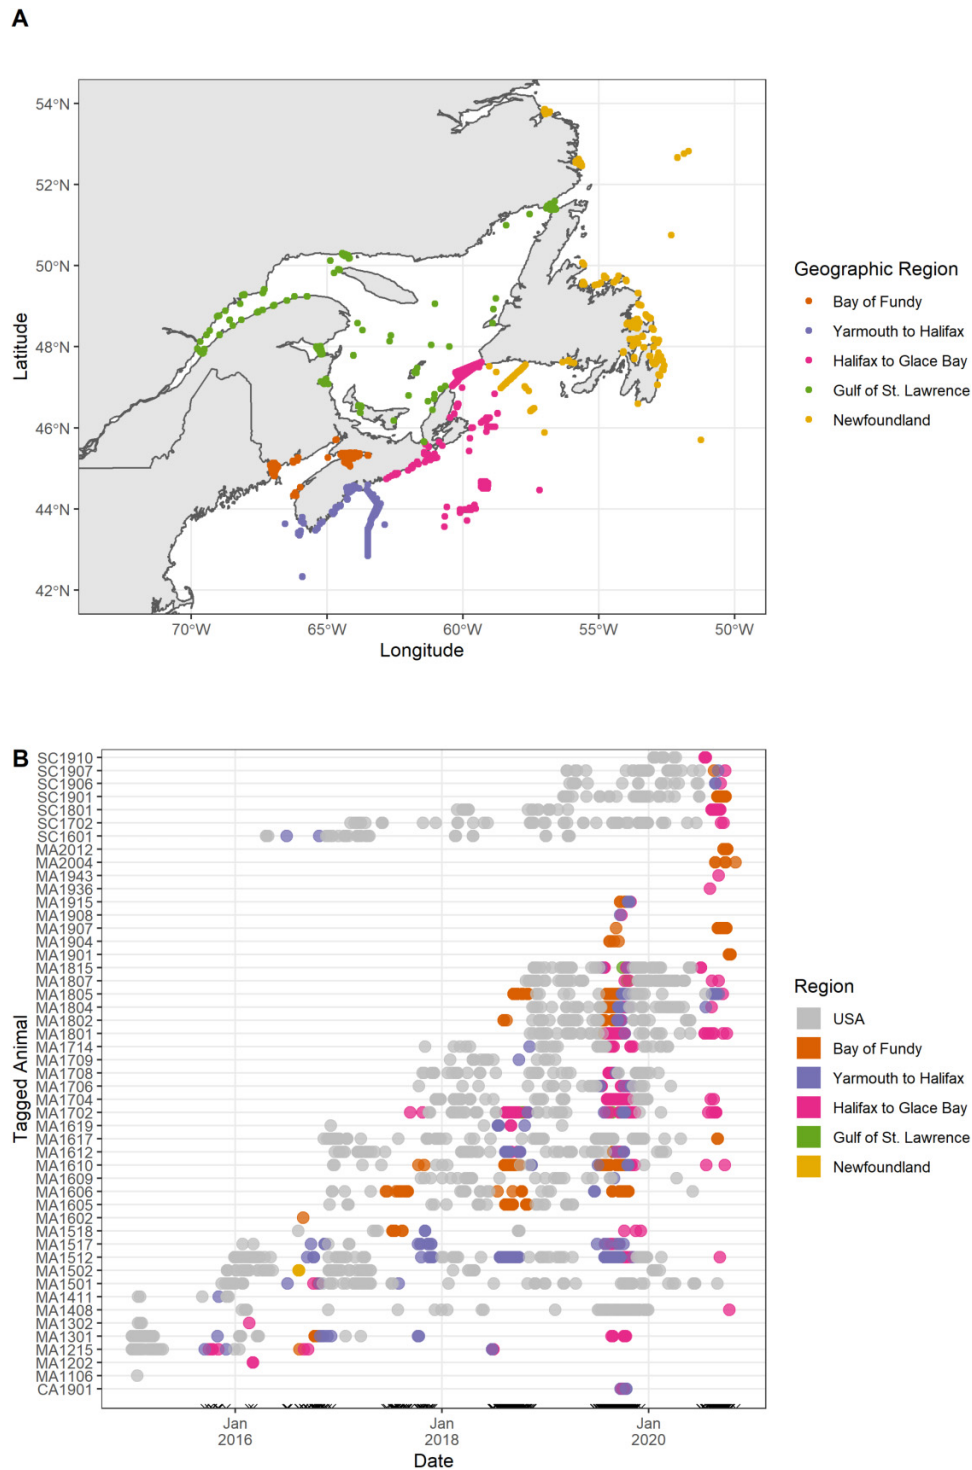 A
54°N
52°N
50°N
48°N
46°N
44°N
42°N
Latitude
70°W
65°W
60°W
55°W
50°W
Longitude
Geographic Region
Bay of Fundy
Yarmouth to Halifax
Halifax to Glace Bay
Gulf of St. Lawrence
Newfoundland
B
SC1910
SC1907
SC1906
SC1901
SC1801
SC1702
SC1601
MA2012
MA2004
MA1943
MA1936
MA1915
MA1908
MA1907
MA1904
MA1901
MA1815
MA1807
MA1805
MA1804
MA1802
MA1801
MA1714
MA1709
MA1708
MA1706
MA1704
MA1702
MA1619
MA1617
MA1612
MA1610
MA1609
MA1606
MA1605
MA1602
MA1518
MA1517
MA1512
MA1502
MA1501
MA1411
MA1408
MA1302
MA1301
MA1215
MA1202
MA1106
CA1901
Tagged Animal
Jan
2016
Jan
2018
Jan
2020
Date
Region
USA
Bay of Fundy
Yarmouth to Halifax
Halifax to Glace Bay
Gulf of St. Lawrence
Newfoundland